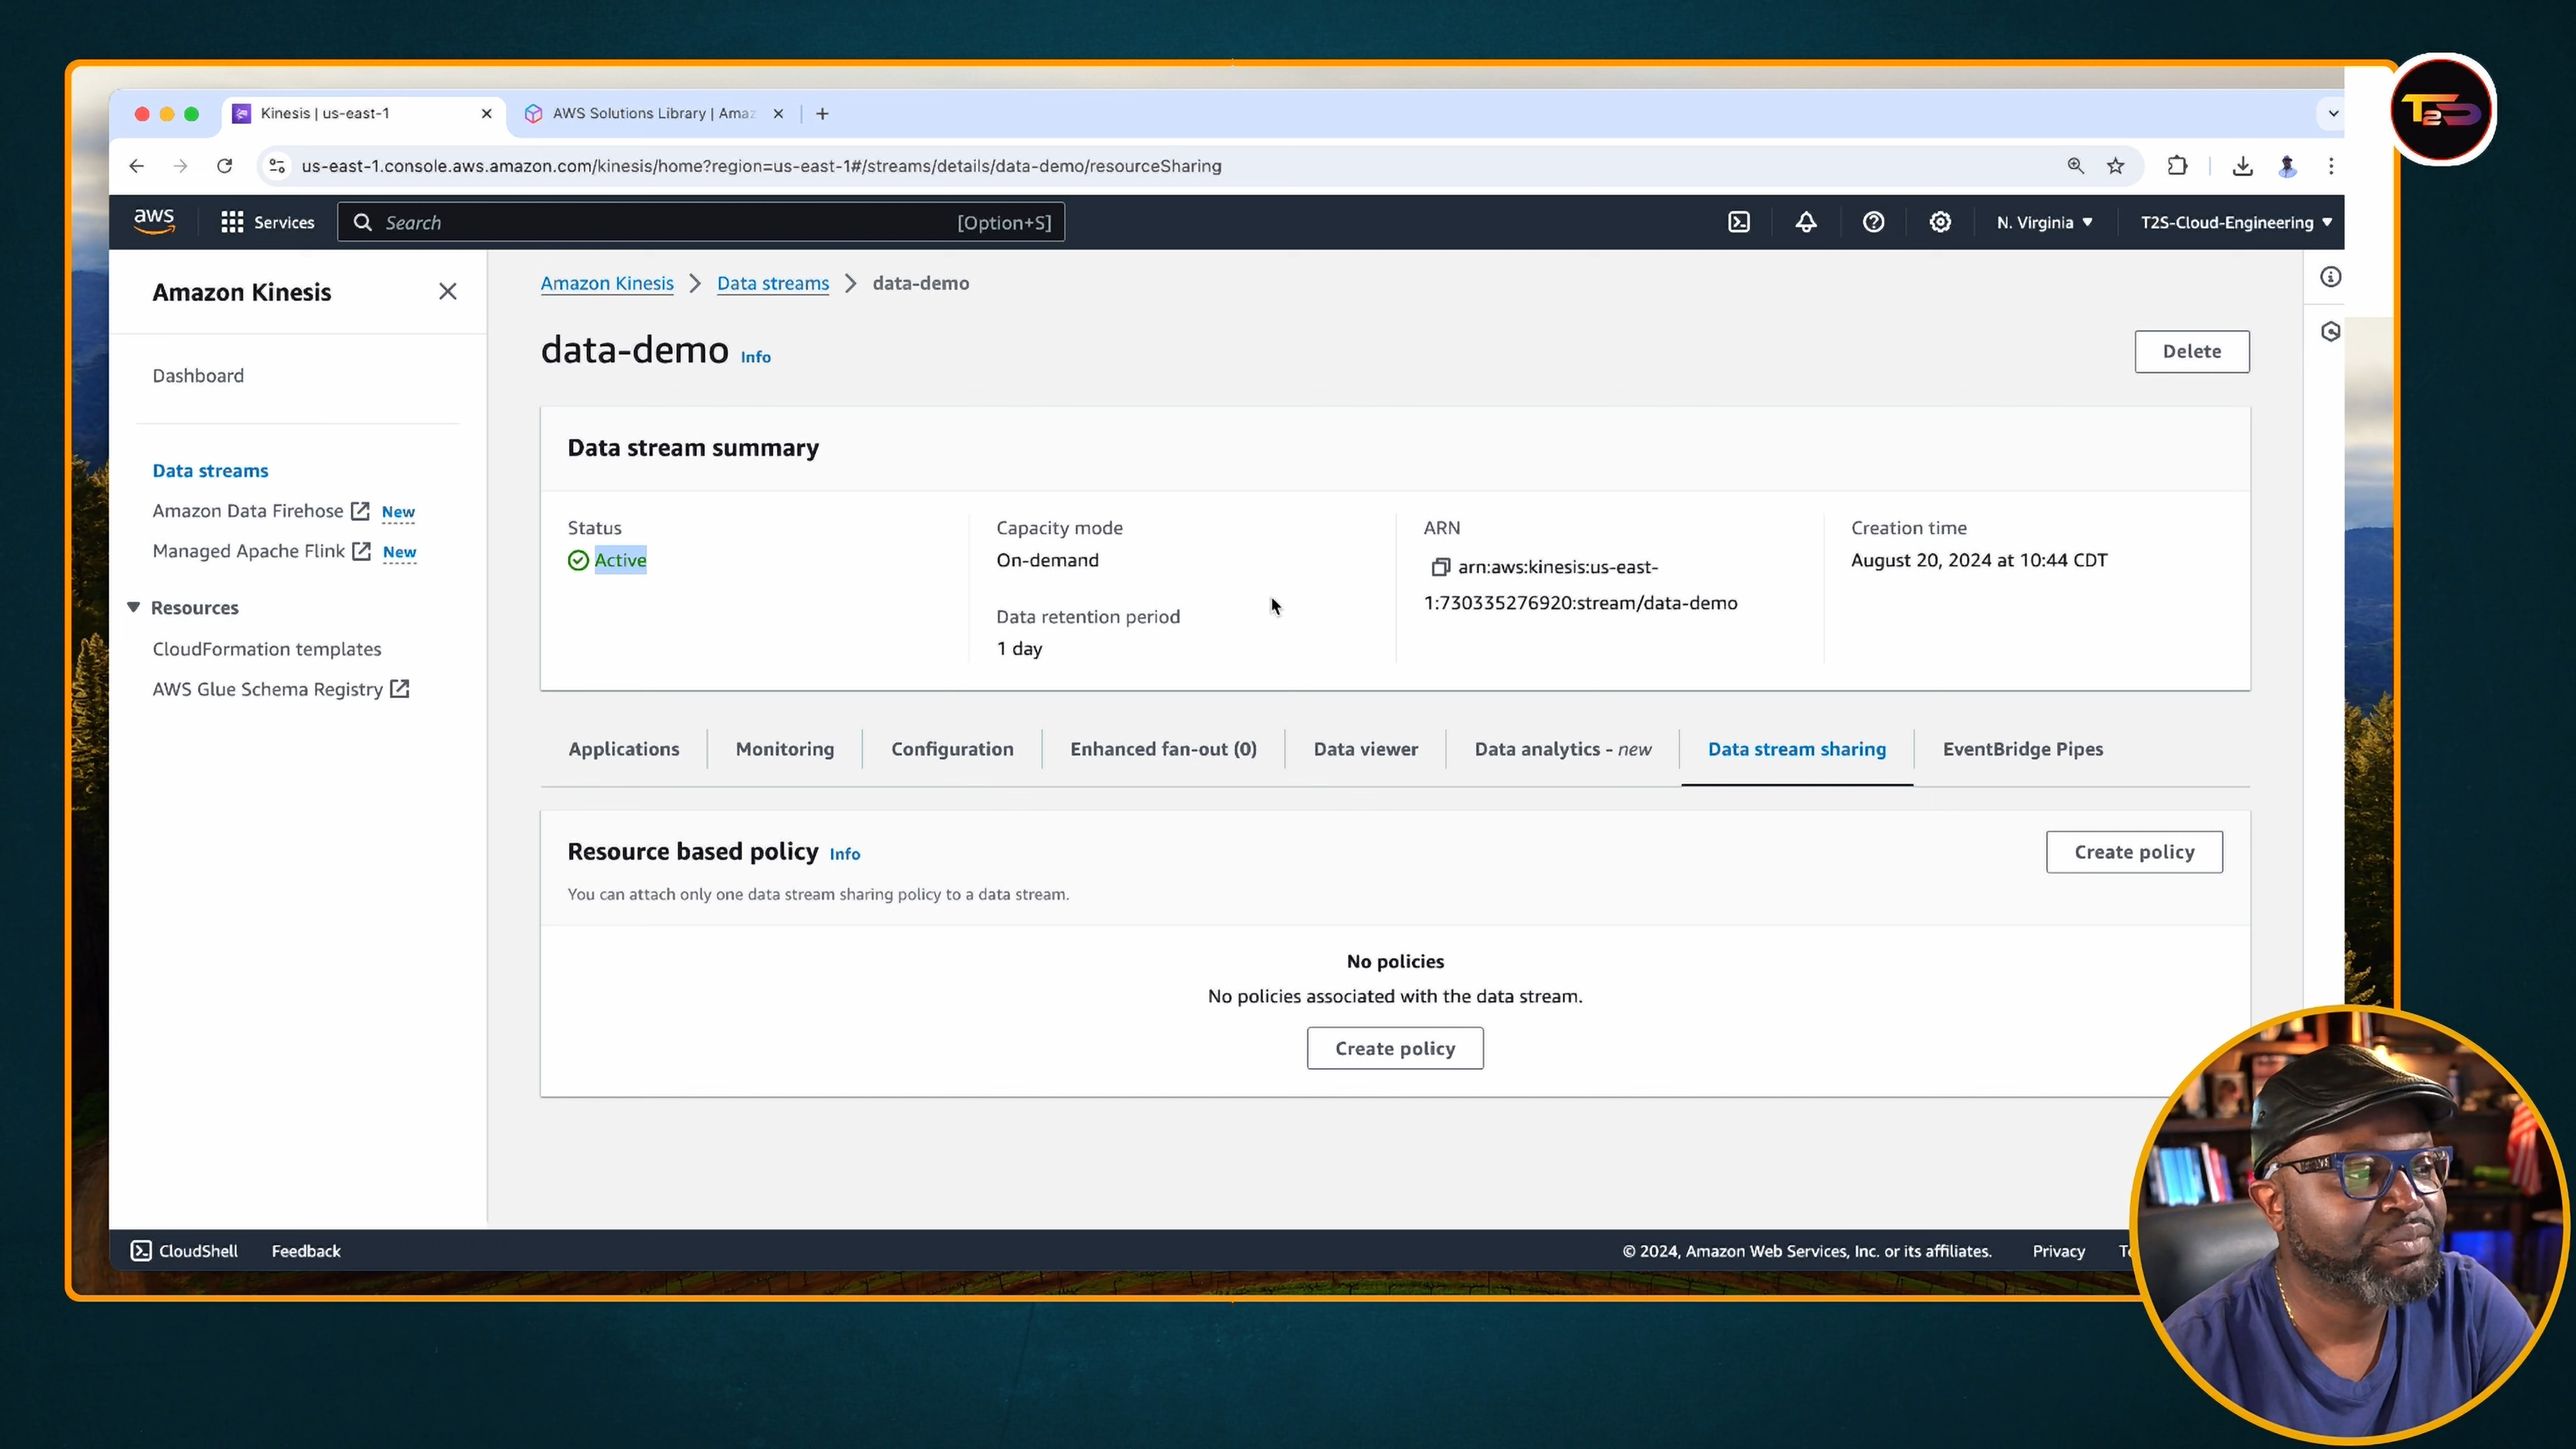 Kinesis | us-east-1
AWS Solutions Library | Amaz
us-east-1.console.aws.amazon.com/kinesis/home?region=us-east-1#/streams/details/data-demo/resourceSharing
T2S
aws
Services
Search
[Option+S]
N. Virginia
T2S-Cloud-Engineering
Amazon Kinesis
Dashboard
Data streams
Amazon Data Firehose New
Managed Apache Flink New
Resources
CloudFormation templates
AWS Glue Schema Registry
Amazon Kinesis > Data streams > data-demo
data-demo Info
Delete
Data stream summary
Status
Active
Capacity mode
On-demand
Data retention period
1 day
ARN
arn:aws:kinesis:us-east-
1:730335276920:stream/data-demo
Creation time
August 20, 2024 at 10:44 CDT
Applications
Monitoring
Configuration
Enhanced fan-out (0)
Data viewer
Data analytics - new
Data stream sharing
EventBridge Pipes
Resource based policy Info
Create policy
You can attach only one data stream sharing policy to a data stream.
No policies
No policies associated with the data stream.
Create policy
CloudShell
Feedback
© 2024, Amazon Web Services, Inc. or its affiliates.
Privacy